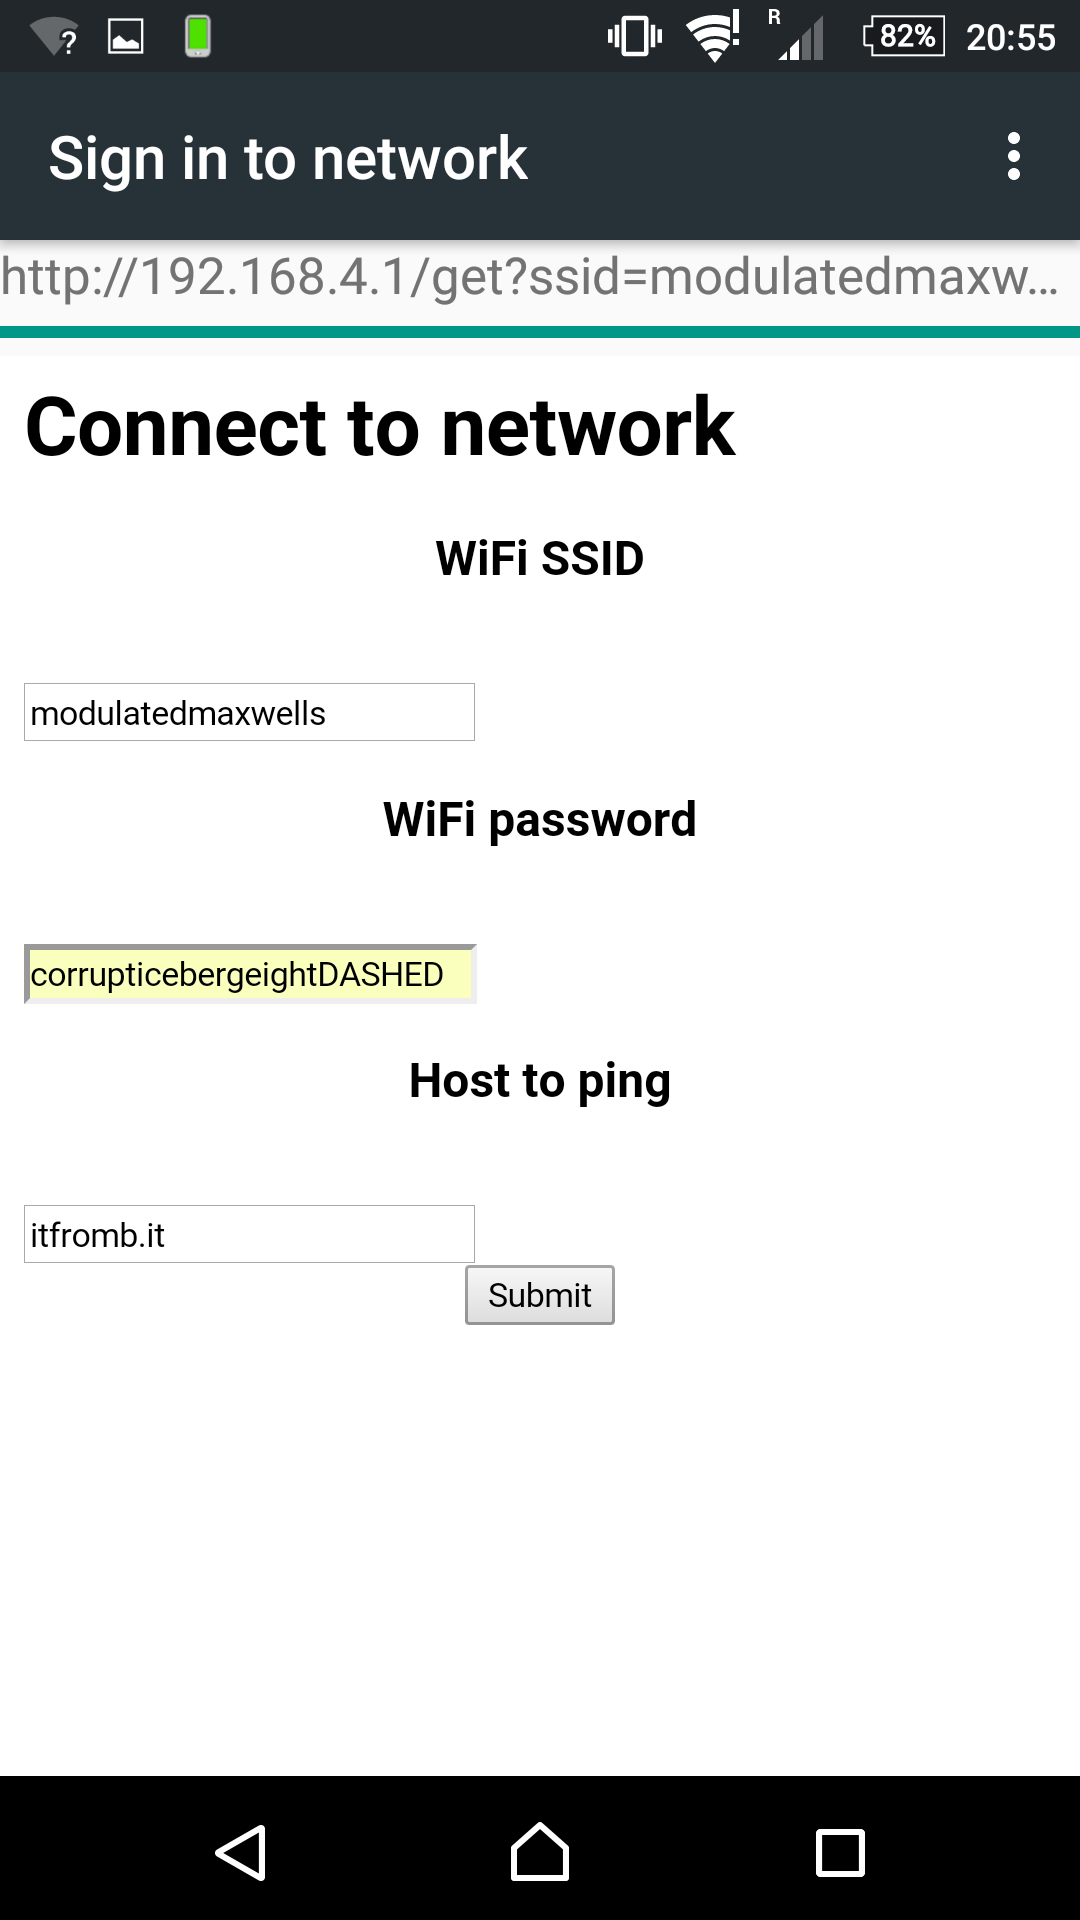 R
82%
20:55
Sign in to network
http://192.168.4.1/get?ssid=modulatedmaxw...
Connect to network
WiFi SSID
modulatedmaxwells
WiFi password
corrupticebergeightDASHED
Host to ping
itfromb.it
Submit